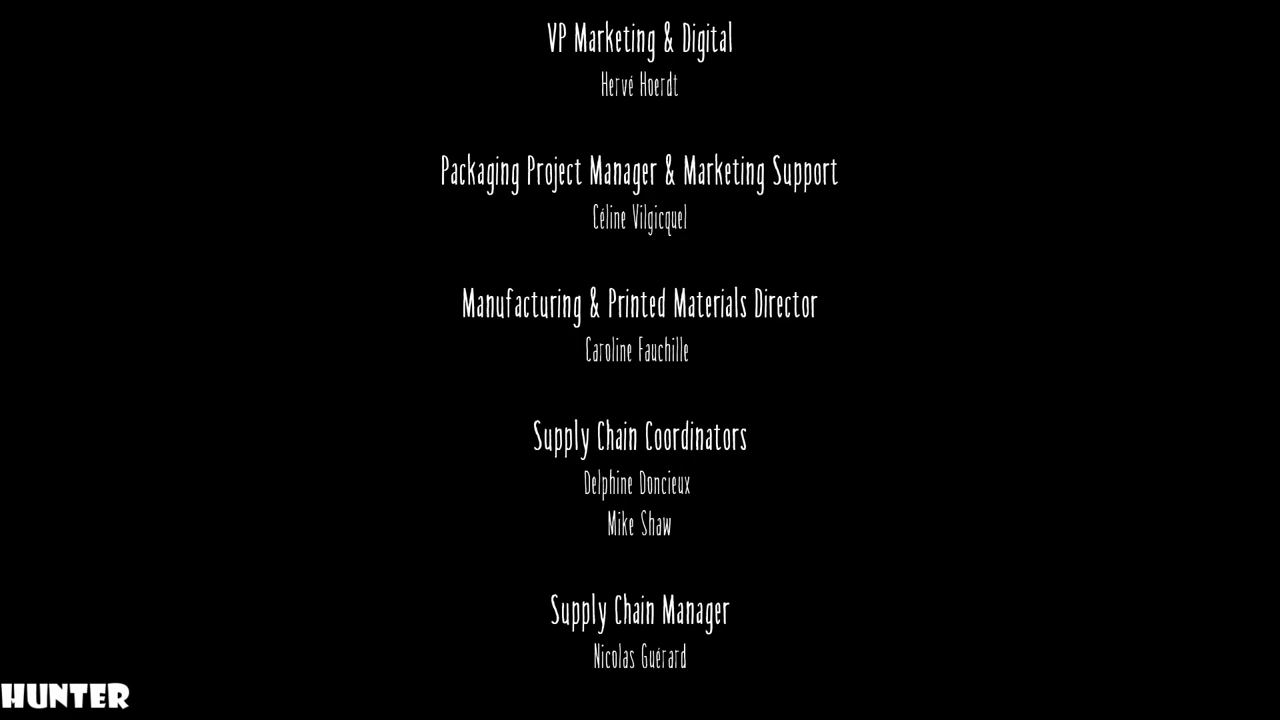 VP Marketing & Digital
Hervé Hoerdt
Packaging Project Manager & Marketing Support
Céline Vilgicquel
Manufacturing & Printed Materials Director
Caroline Fauchille
Supply Chain Coordinators
Delphine Doncieux
Mike Shaw
Supply Chain Manager
Nicolas Guérard
HUNTER